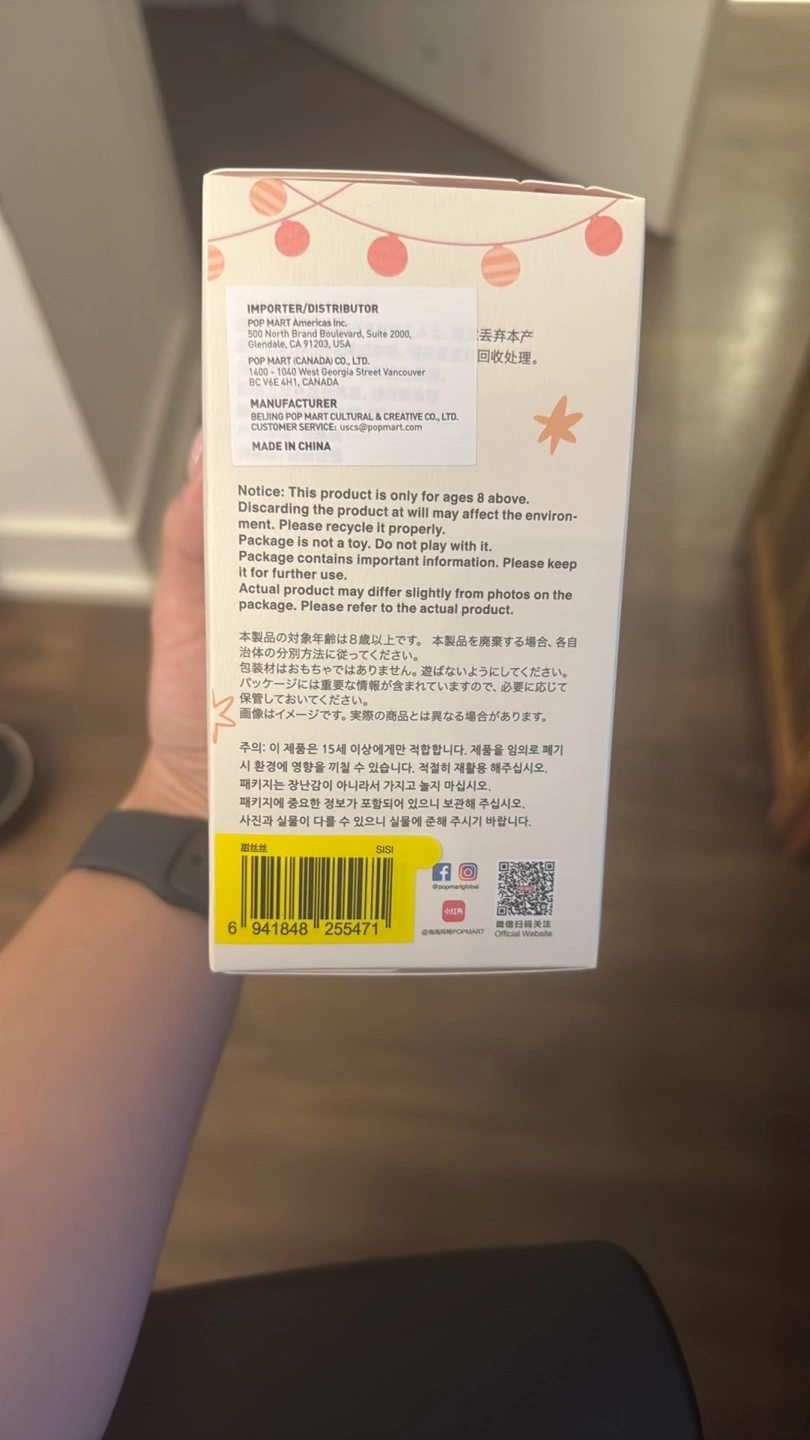 IMPORTER/DISTRIBUTOR
POP MART Americas Inc.
500 North Brand Boulevard, Suite 2000,
Glendale, CA 91203, USA
POP MART (CANADA) CO., LTD.
1400 - 1040 West Georgia Street Vancouver
BC V6E 4H1, CANADA
MANUFACTURER
BEIJING POP MART CULTURAL & CREATIVE CO., LTD.
CUSTOMER SERVICE: uscs@popmart.com
MADE IN CHINA
丢弃本产
回收处理。
Notice: This product is only for ages 8 above.
Discarding the product at will may affect the environ-
ment. Please recycle it properly.
Package is not a toy. Do not play with it.
Package contains important information. Please keep
it for further use.
Actual product may differ slightly from photos on the
package. Please refer to the actual product.
本製品の対象年齢は8歳以上です。 本製品を廃棄する場合、各自
治体の分別方法に従ってください。
包装材はおもちゃではありません。遊ばないようにしてください。
パッケージには重要な情報が含まれていますので、必要に応じて
保管しておいてください。
画像はイメージです。実際の商品とは異なる場合があります。
주의: 이 제품은 15세 이상에게만 적합합니다. 제품을 임의로 폐기
시 환경에 영향을 끼칠 수 있습니다. 적절히 재활용 해주십시오.
패키지는 장난감이 아니라서 가지고 놀지 마십시오.
패키지에 중요한 정보가 포함되어 있으니 보관해 주십시오.
사진과 실물이 다를 수 있으니 실물에 준해 주시기 바랍니다.
甜丝丝 SISI
6 941848 255471
@popmartglobal
小红书
@泡泡玛特POPMART
微信扫码关注
Official Website